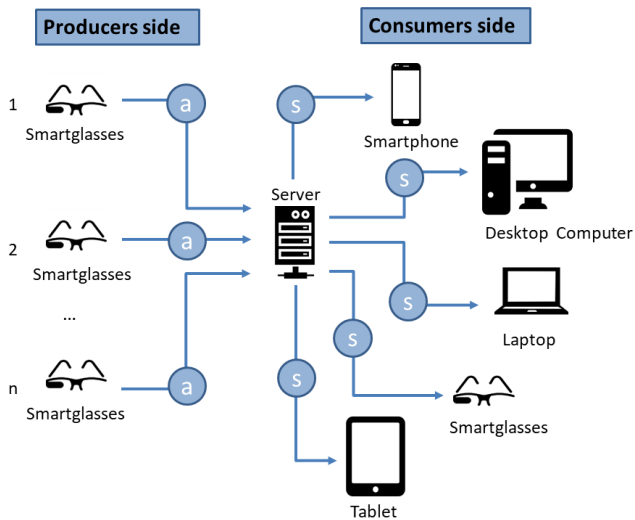 Producers side
Consumers side
1
a
Smartglasses
s
Smartphone
Server
s
Desktop Computer
2
a
Smartglasses
...
s
Laptop
n
a
Smartglasses
s
s
Smartglasses
Tablet